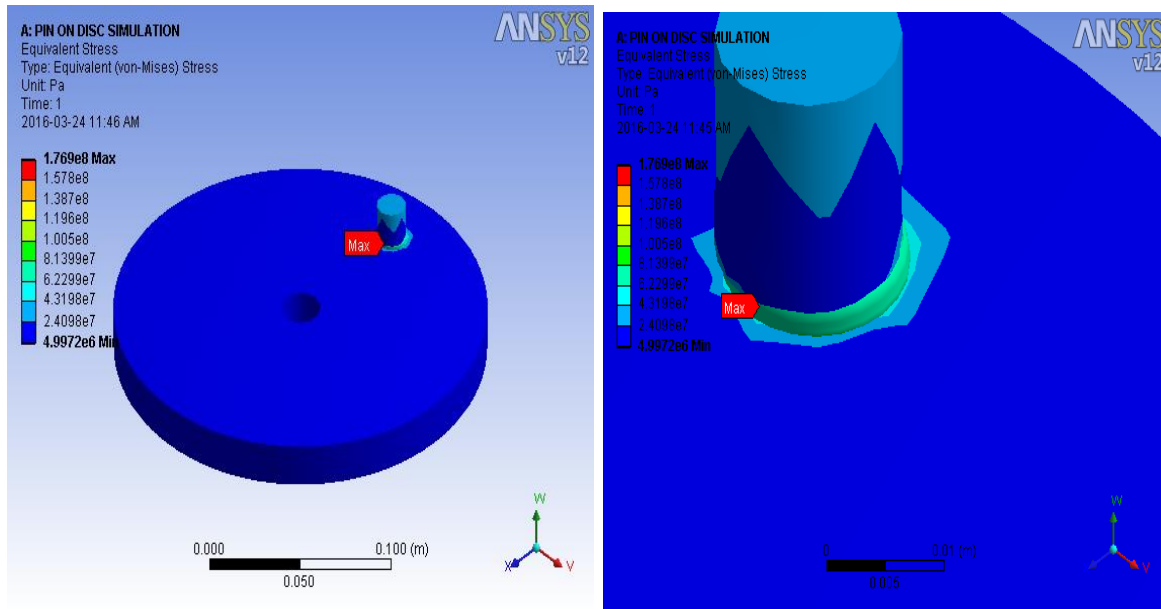 A: PIN ON DISC SIMULATION
Equivalent Stress
Type: Equivalent (von-Mises) Stress
Unit: Pa
Time: 1
2016-03-24 11:46 AM
ANSYS
v12
1.769e8 Max
1.578e8
1.387e8
1.196e8
1.005e8
8.1399e7
6.2299e7
4.3198e7
2.4098e7
4.9972e6 Min
Max
0.000
0.100 (m)
0.050
W
X
V
A: PIN ON DISC SIMULATION
Equivalent Stress
Type: Equivalent (von-Mises) Stress
Unit: Pa
Time: 1
2016-03-24 11:45 AM
ANSYS
v12
1.769e8 Max
1.578e8
1.387e8
1.196e8
1.005e8
8.1399e7
6.2299e7
4.3198e7
2.4098e7
4.9972e6 Min
Max
0
0.01 (m)
0.005
W
V